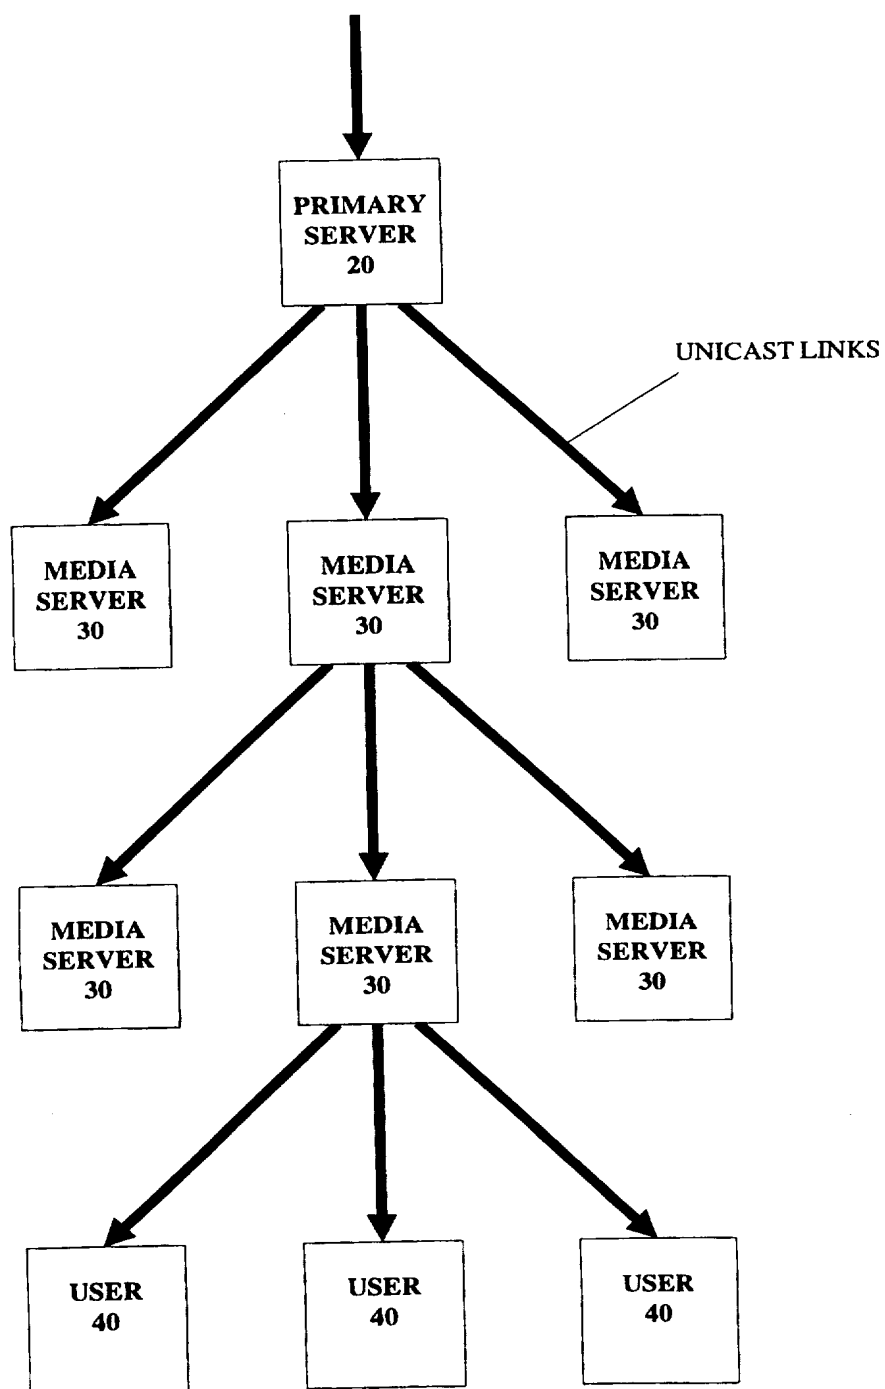 PRIMARY
SERVER
20
UNICAST LINKS
MEDIA
SERVER
30
MEDIA
SERVER
30
MEDIA
SERVER
30
MEDIA
SERVER
30
MEDIA
SERVER
30
MEDIA
SERVER
30
USER
40
USER
40
USER
40